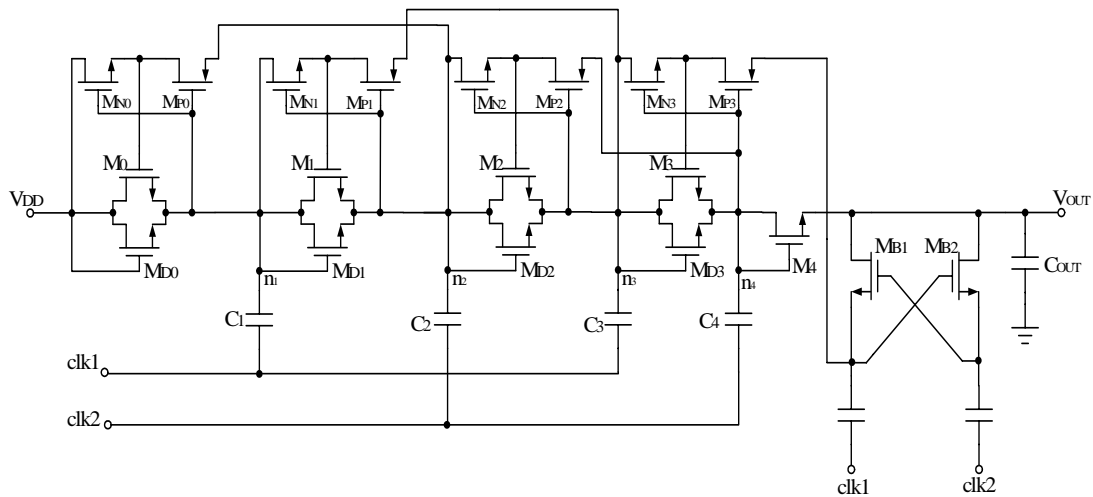 MN0 MP0 MN1 MP1 MN2 MP2 MN3 MP3
M0 M1 M2 M3
VDD VOUT
MB1 MB2
MD0 MD1 MD2 MD3 M4 COUT
n1 n2 n3 n4
C1 C2 C3 C4
clk1
clk2
clk1 clk2